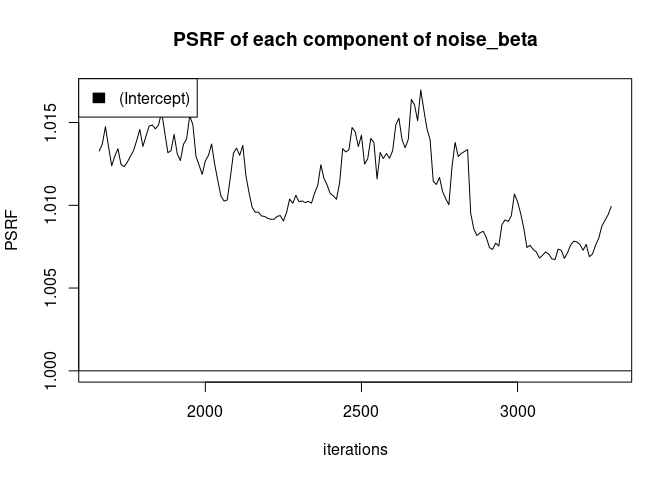 PSRF of each component of noise_beta
(Intercept)
PSRF
1.015
1.010
1.005
1.000
2000 2500 3000
iterations